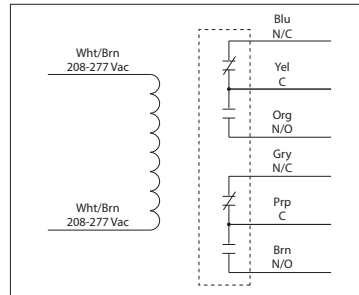 Wht/Brn
208-277 Vac
Wht/Brn
208-277 Vac
Blu
N/C
Yel
C
Org
N/O
Gry
N/C
Prp
C
Brn
N/O